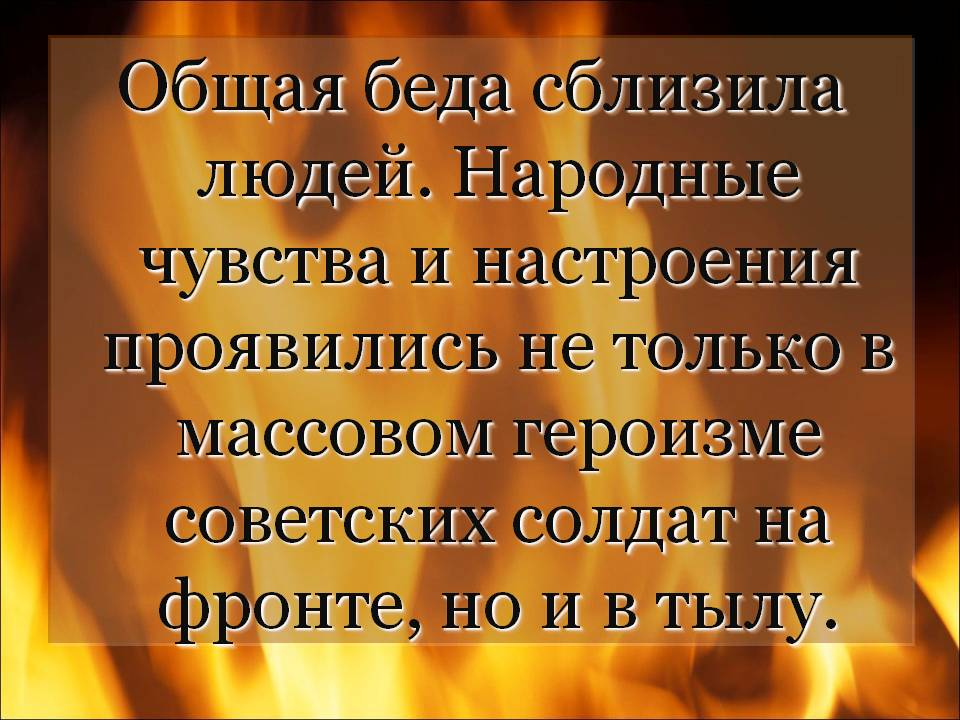 Общая беда сблизила
людей. Народные
чувства и настроения
проявились не только в
массовом героизме
советских солдат на
фронте, но и в тылу.